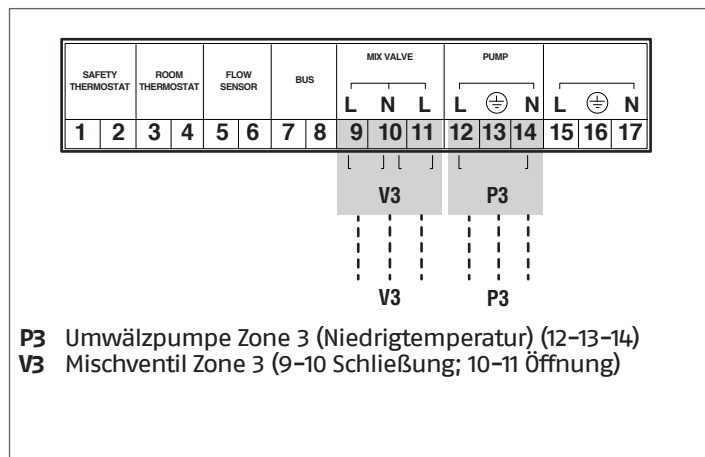 MIX VALVE PUMP
SAFETY THERMOSTAT ROOM THERMOSTAT FLOW SENSOR BUS
L N L L N L N
1 2 3 4 5 6 7 8 9 10 11 12 13 14 15 16 17
V3 P3
V3 P3
P3 Umwälzpumpe Zone 3 (Niedrigtemperatur) (12–13–14)
V3 Mischventil Zone 3 (9–10 Schließung; 10–11 Öffnung)